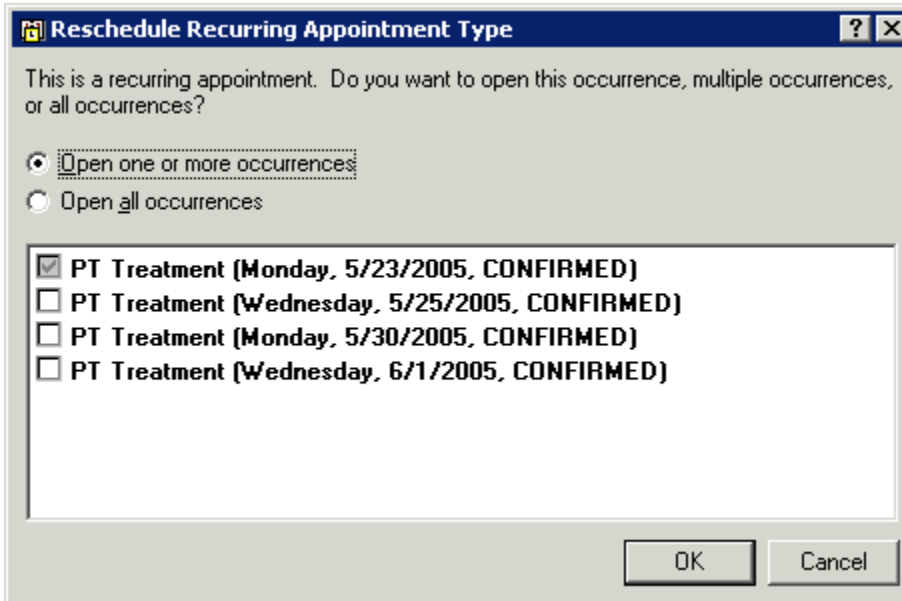 Reschedule Recurring Appointment Type
This is a recurring appointment.  Do you want to open this occurrence, multiple occurrences,
or all occurrences?
Open one or more occurrences
Open all occurrences
PT Treatment (Monday, 5/23/2005, CONFIRMED)
PT Treatment (Wednesday, 5/25/2005, CONFIRMED)
PT Treatment (Monday, 5/30/2005, CONFIRMED)
PT Treatment (Wednesday, 6/1/2005, CONFIRMED)
OK Cancel